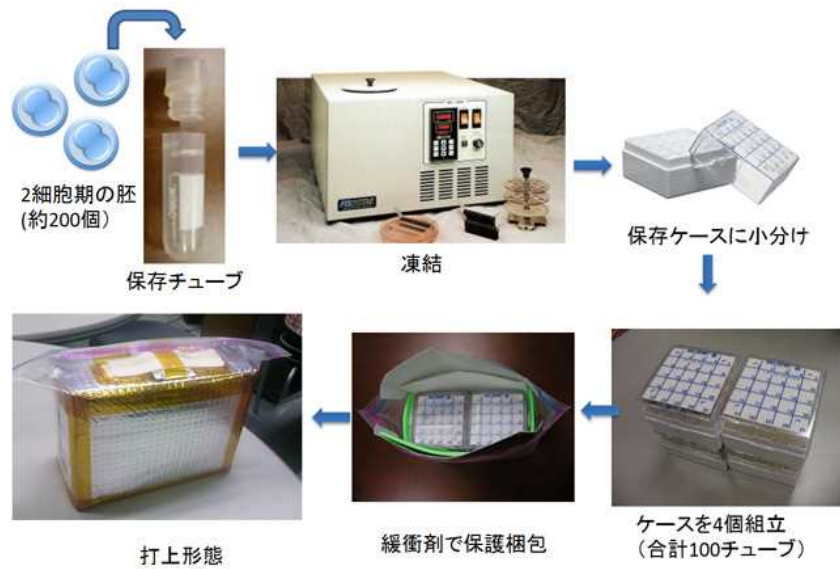 2細胞期の胚
(約200個）
保存チューブ
凍結
保存ケースに小分け
ケースを4個組立
（合計100チューブ）
緩衝剤で保護梱包
打上形態